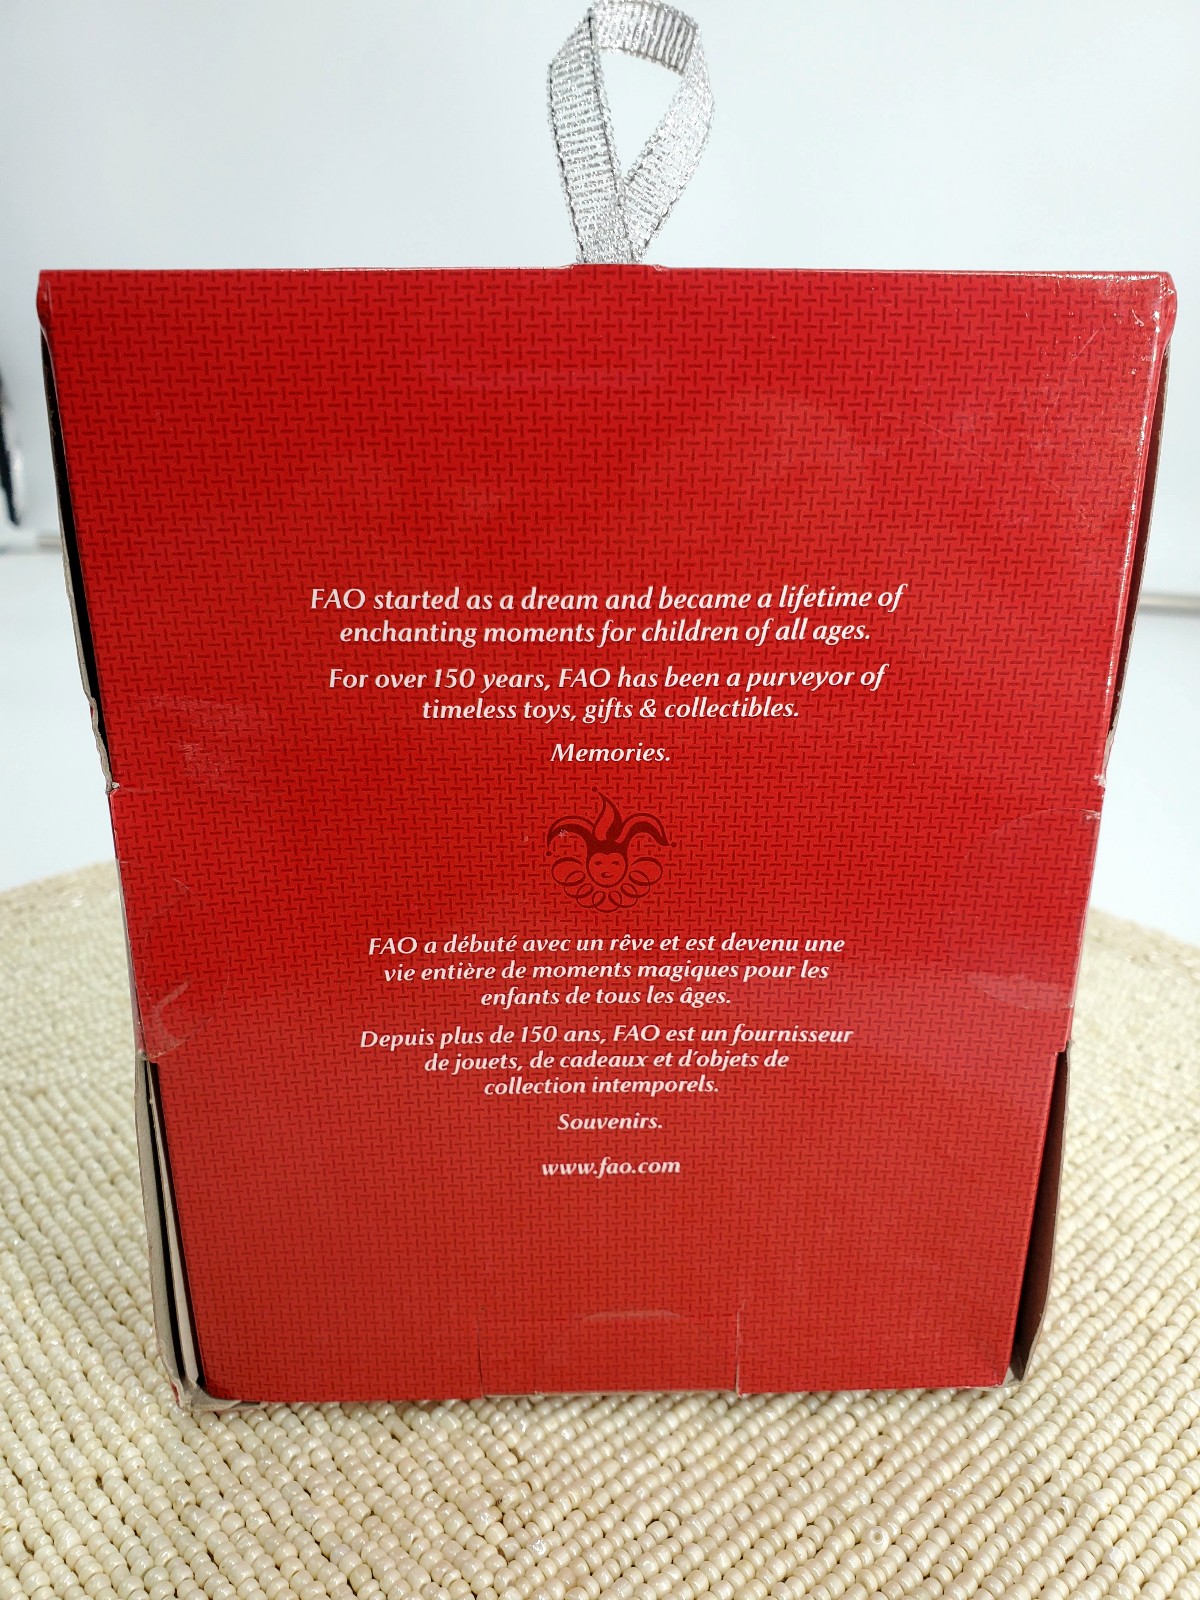 FAO started as a dream and became a lifetime of
enchanting moments for children of all ages.
For over 150 years, FAO has been a purveyor of
timeless toys, gifts & collectibles.
Memories.
FAO a débuté avec un rêve et est devenu une
vie entière de moments magiques pour les
enfants de tous les âges.
Depuis plus de 150 ans, FAO est un fournisseur
de jouets, de cadeaux et d'objets de
collection intemporels.
Souvenirs.
www.fao.com